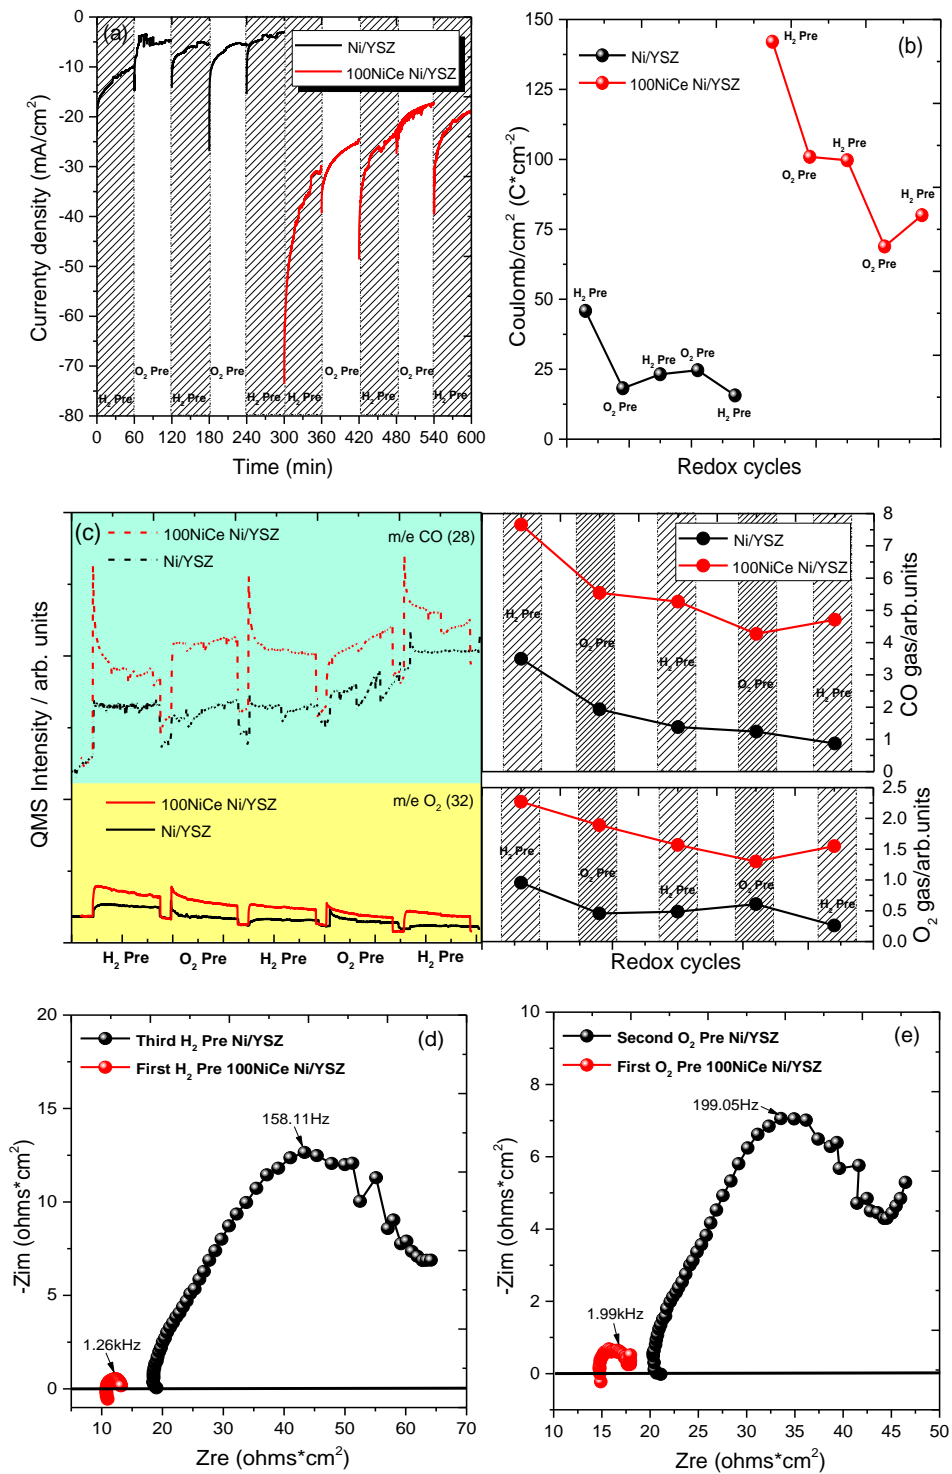 (a)
Ni/YSZ
100NiCe Ni/YSZ
Currenty density (mA/cm²)
0
-10
-20
-30
-40
-50
-60
-70
-80
H₂ Pre
O₂ Pre
H₂ Pre
O₂ Pre
H₂ Pre
H₂ Pre
O₂ Pre
H₂ Pre
O₂ Pre
H₂ Pre
0 60 120 180 240 300 360 420 480 540 600
Time (min)
(b)
Ni/YSZ
100NiCe Ni/YSZ
Coulomb/cm² (C*cm⁻²)
150
125
100
75
50
25
0
H₂ Pre
O₂ Pre
H₂ Pre
O₂ Pre
H₂ Pre
H₂ Pre
O₂ Pre
H₂ Pre
O₂ Pre
H₂ Pre
Redox cycles
(c)
100NiCe Ni/YSZ
Ni/YSZ
m/e CO (28)
QMS Intensity / arb. units
100NiCe Ni/YSZ
Ni/YSZ
m/e O₂ (32)
H₂ Pre O₂ Pre H₂ Pre O₂ Pre H₂ Pre
Ni/YSZ
100NiCe Ni/YSZ
H₂ Pre
O₂ Pre
H₂ Pre
O₂ Pre
H₂ Pre
8
7
6
5
4
3
2
1
0
CO gas/arb.units
H₂ Pre
O₂ Pre
H₂ Pre
O₂ Pre
H₂ Pre
2.5
2.0
1.5
1.0
0.5
0.0
O₂ gas/arb.units
Redox cycles
(d)
Third H₂ Pre Ni/YSZ
First H₂ Pre 100NiCe Ni/YSZ
158.11Hz
1.26kHz
-Zim (ohms*cm²)
20
15
10
5
0
10 20 30 40 50 60 70
Zre (ohms*cm²)
(e)
Second O₂ Pre Ni/YSZ
First O₂ Pre 100NiCe Ni/YSZ
199.05Hz
1.99kHz
-Zim (ohms*cm²)
10
8
6
4
2
0
10 15 20 25 30 35 40 45 50
Zre (ohms*cm²)